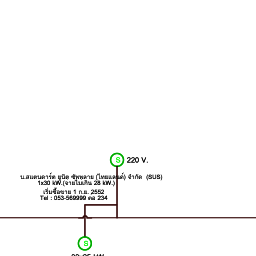 S 220 V.
บ.สแตนดาร์ด ยูนิต ซัพพลาย (ไทยแลนด์) จำกัด (SUS)
1x30 kW.(จ่ายไม่เกิน 28 kW.)
เริ่มซื้อขาย 1 ก.ย. 2552
Tel : 053-569999 ต่อ 234
S